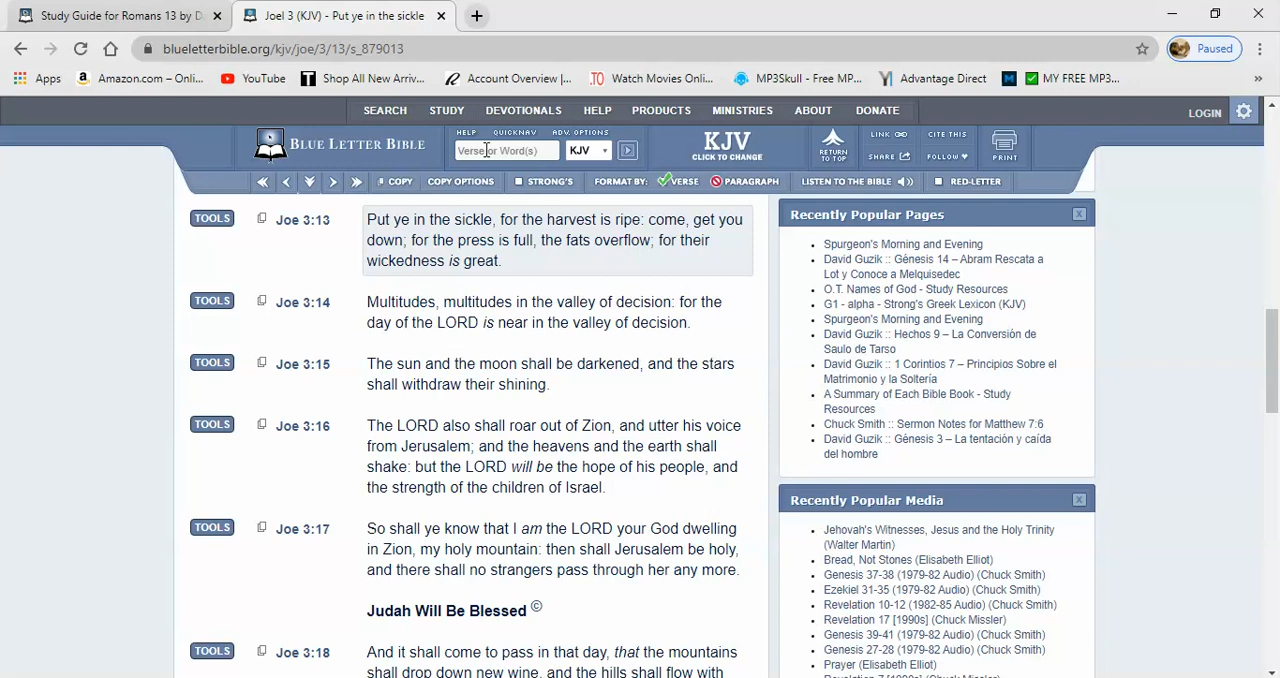 Study Guide for Romans 13 by D
Joel 3 (KJV) - Put ye in the sickle
blueletterbible.org/kjv/joe/3/13/s_879013
Paused
Apps
Amazon.com – Onli...
YouTube
Shop All New Arriv...
Account Overview |...
Watch Movies Onlin...
MP3Skull - Free MP...
Advantage Direct
MY FREE MP3...
SEARCH STUDY DEVOTIONALS HELP PRODUCTS MINISTRIES ABOUT DONATE
LOGIN
BLUE LETTER BIBLE
HELP QUICKNAV ADV. OPTIONS
Verse or Word(s)
KJV
KJV
CLICK TO CHANGE
RETURN
TO TOP
LINK
CITE THIS
SHARE
FOLLOW
PRINT
COPY COPY OPTIONS STRONG'S FORMAT BY: VERSE PARAGRAPH LISTEN TO THE BIBLE RED-LETTER
TOOLS Joe 3:13 Put ye in the sickle, for the harvest is ripe: come, get you
down; for the press is full, the fats overflow; for their
wickedness is great.
TOOLS Joe 3:14 Multitudes, multitudes in the valley of decision: for the
day of the LORD is near in the valley of decision.
TOOLS Joe 3:15 The sun and the moon shall be darkened, and the stars
shall withdraw their shining.
TOOLS Joe 3:16 The LORD also shall roar out of Zion, and utter his voice
from Jerusalem; and the heavens and the earth shall
shake: but the LORD will be the hope of his people, and
the strength of the children of Israel.
TOOLS Joe 3:17 So shall ye know that I am the LORD your God dwelling
in Zion, my holy mountain: then shall Jerusalem be holy,
and there shall no strangers pass through her any more.
Judah Will Be Blessed ©
TOOLS Joe 3:18 And it shall come to pass in that day, that the mountains
shall drop down new wine, and the hills shall flow with
Recently Popular Pages
Spurgeon's Morning and Evening
David Guzik :: Génesis 14 – Abram Rescata a
Lot y Conoce a Melquisedec
O.T. Names of God - Study Resources
G1 - alpha - Strong's Greek Lexicon (KJV)
Spurgeon's Morning and Evening
David Guzik :: Hechos 9 – La Conversión de
Saulo de Tarso
David Guzik :: 1 Corintios 7 – Principios Sobre el
Matrimonio y la Soltería
A Summary of Each Bible Book - Study
Resources
Chuck Smith :: Sermon Notes for Matthew 7:6
David Guzik :: Génesis 3 – La tentación y caída
del hombre
Recently Popular Media
Jehovah's Witnesses, Jesus and the Holy Trinity
(Walter Martin)
Bread, Not Stones (Elisabeth Elliot)
Genesis 37-38 (1979-82 Audio) (Chuck Smith)
Ezekiel 31-35 (1979-82 Audio) (Chuck Smith)
Revelation 10-12 (1982-85 Audio) (Chuck Smith)
Revelation 17 [1990s] (Chuck Missler)
Genesis 39-41 (1979-82 Audio) (Chuck Smith)
Genesis 27-28 (1979-82 Audio) (Chuck Smith)
Prayer (Elisabeth Elliot)